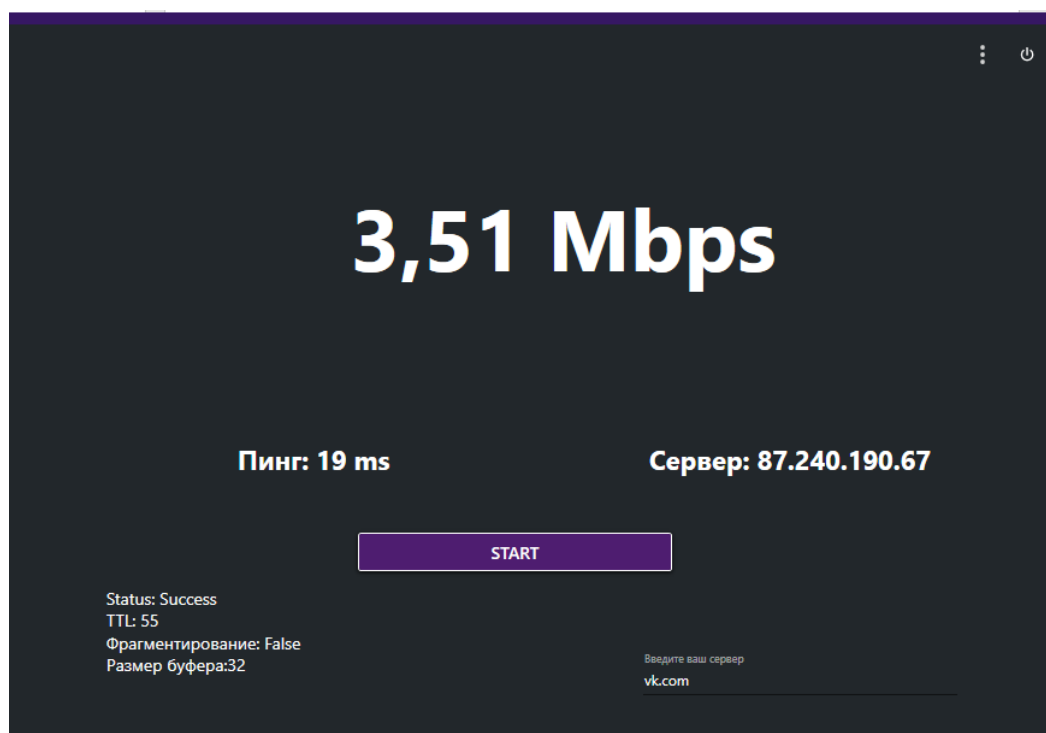 3,51 Mbps
Пинг: 19 ms
Сервер: 87.240.190.67
START
Status: Success
TTL: 55
Фрагментирование: False
Размер буфера:32
Введите ваш сервер
vk.com